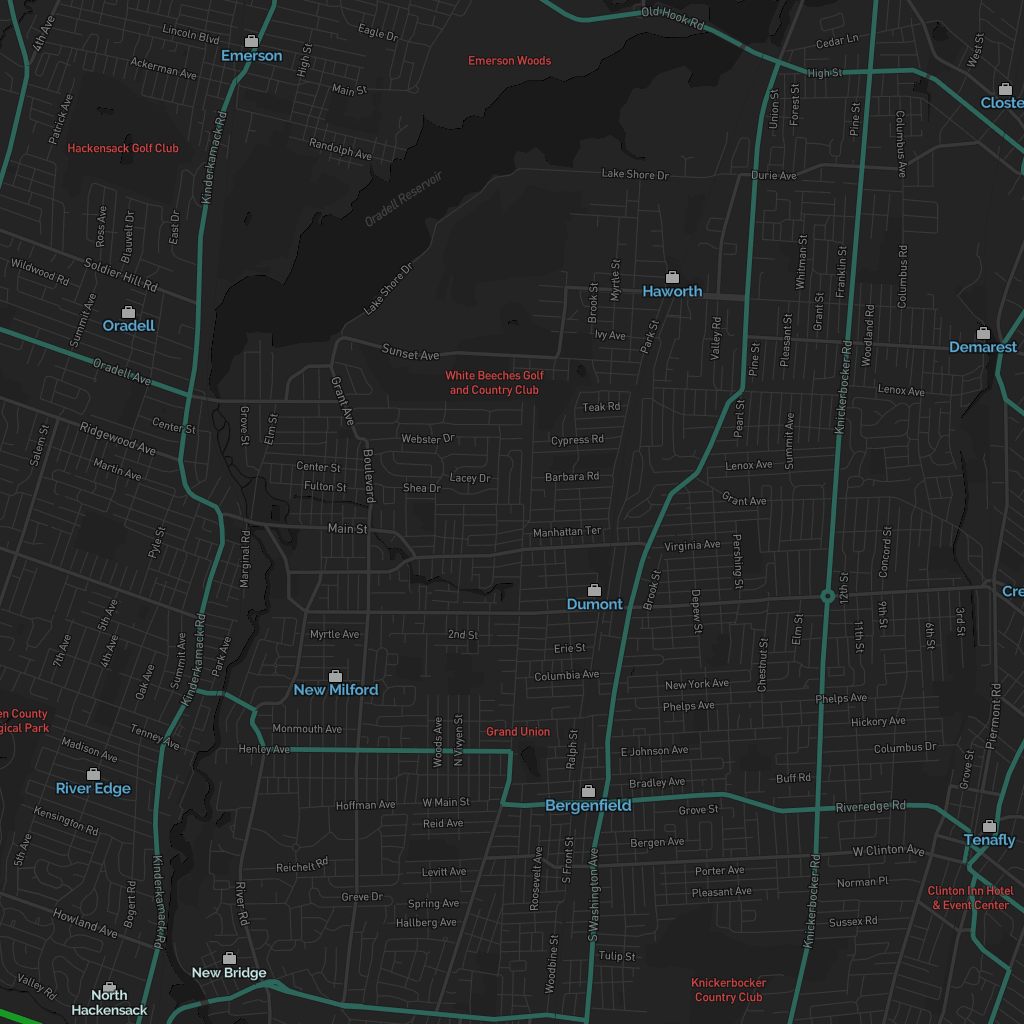 4th Ave
Lincoln Blvd
Eagle Dr
Old Hook Rd
Cedar Ln
West St
Emerson
High St
Emerson Woods
High St
Ackerman Ave
Main St
Union St
Forest St
Pine St
Patrick Ave
Columbus Ave
Hackensack Golf Club
Randolph Ave
Kinderkamack Rd
Oradell Reservoir
Lake Shore Dr
Durie Ave
Ross Ave
Blauvelt Dr
East Dr
Soldier Hill Rd
Wildwood Rd
Lake Shore Dr
Whitman St
Franklin St
Columbus Rd
Brook St
Myrtle St
Haworth
Summit Ave
Oradell
Grant St
Ivy Ave
Park St
Valley Rd
Pleasant St
Woodland Rd
Demarest
Sunset Ave
Pine St
Oradell Ave
White Beeches Golf
and Country Club
Knickerbocker Rd
Lenox Ave
Grant Ave
Teak Rd
Pearl St
Center St
Grove St
Elm St
Salem St
Ridgewood Ave
Webster Dr
Cypress Rd
Summit Ave
Martin Ave
Center St
Fulton St
Boulevard
Lacey Dr
Shea Dr
Barbara Rd
Lenox Ave
Grant Ave
Main St
Manhattan Ter
Virginia Ave
Pyle St
Marginal Rd
Pershing St
Concord St
Brook St
Dumont
12th St
5th Ave
Depew St
9th St
3rd St
7th Ave
4th Ave
Summit Ave
Kinderkamack Rd
Park Ave
Myrtle Ave
2nd St
Erie St
Chestnut St
Elm St
11th St
6th St
Oak Ave
New Milford
Columbia Ave
New York Ave
Phelps Ave
Phelps Ave
Hickory Ave
Piermont Rd
Tenney Ave
Monmouth Ave
Woods Ave
N Vivyen St
Grand Union
Ralph St
Madison Ave
Henley Ave
E Johnson Ave
Columbus Dr
River Edge
Bradley Ave
Buff Rd
Grove St
Hoffman Ave
W Main St
Bergenfield
Grove St
Riveredge Rd
Kensington Rd
Reid Ave
Tenafly
5th Ave
Bergen Ave
W Clinton Ave
Reichelt Rd
Levitt Ave
Roosevelt Ave
S Front St
Porter Ave
Pleasant Ave
Norman Pl
Clinton Inn Hotel
& Event Center
Kinderkamack Rd
Bogert Rd
River Rd
Greve Dr
Spring Ave
Hallberg Ave
S Washington Ave
Knickerbocker Rd
Sussex Rd
Howland Ave
Woodbine St
Tulip St
New Bridge
Valley Rd
North
Hackensack
Knickerbocker
Country Club